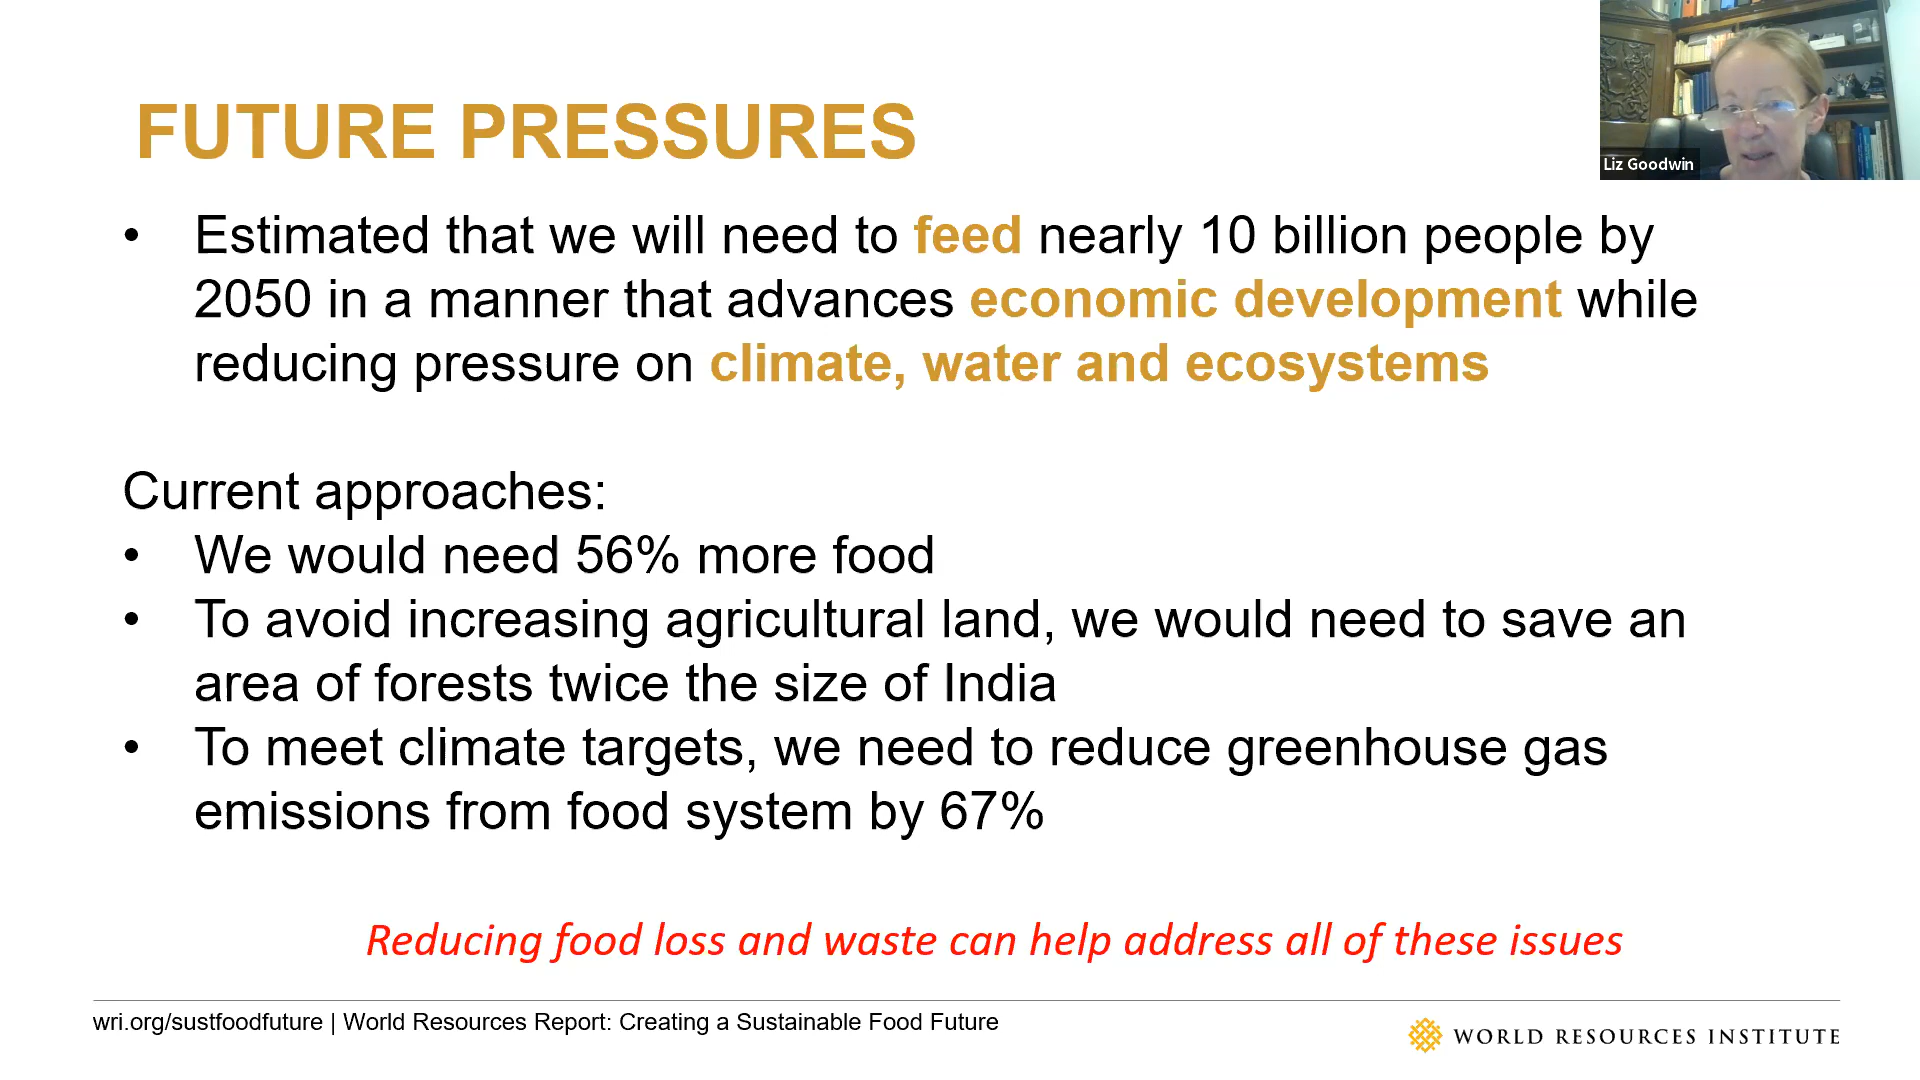 FUTURE PRESSURES
Liz Goodwin
• Estimated that we will need to feed nearly 10 billion people by
2050 in a manner that advances economic development while
reducing pressure on climate, water and ecosystems
Current approaches:
• We would need 56% more food
• To avoid increasing agricultural land, we would need to save an
area of forests twice the size of India
• To meet climate targets, we need to reduce greenhouse gas
emissions from food system by 67%
Reducing food loss and waste can help address all of these issues
wri.org/sustfoodfuture | World Resources Report: Creating a Sustainable Food Future
WORLD RESOURCES INSTITUTE